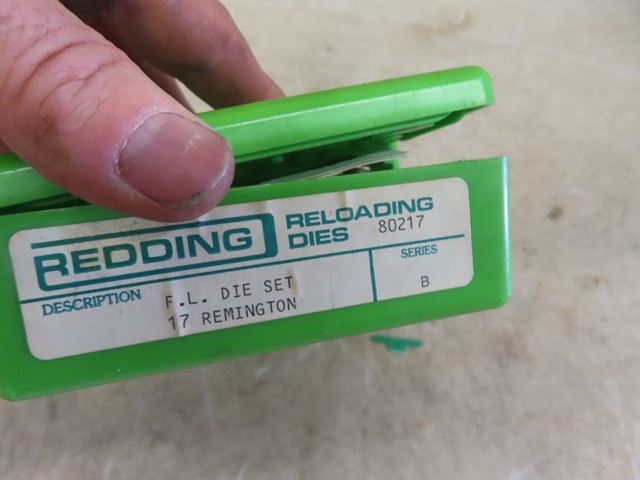 REDDING RELOADING
DIES 80217
DESCRIPTION F.L. DIE SET
17 REMINGTON
SERIES
B